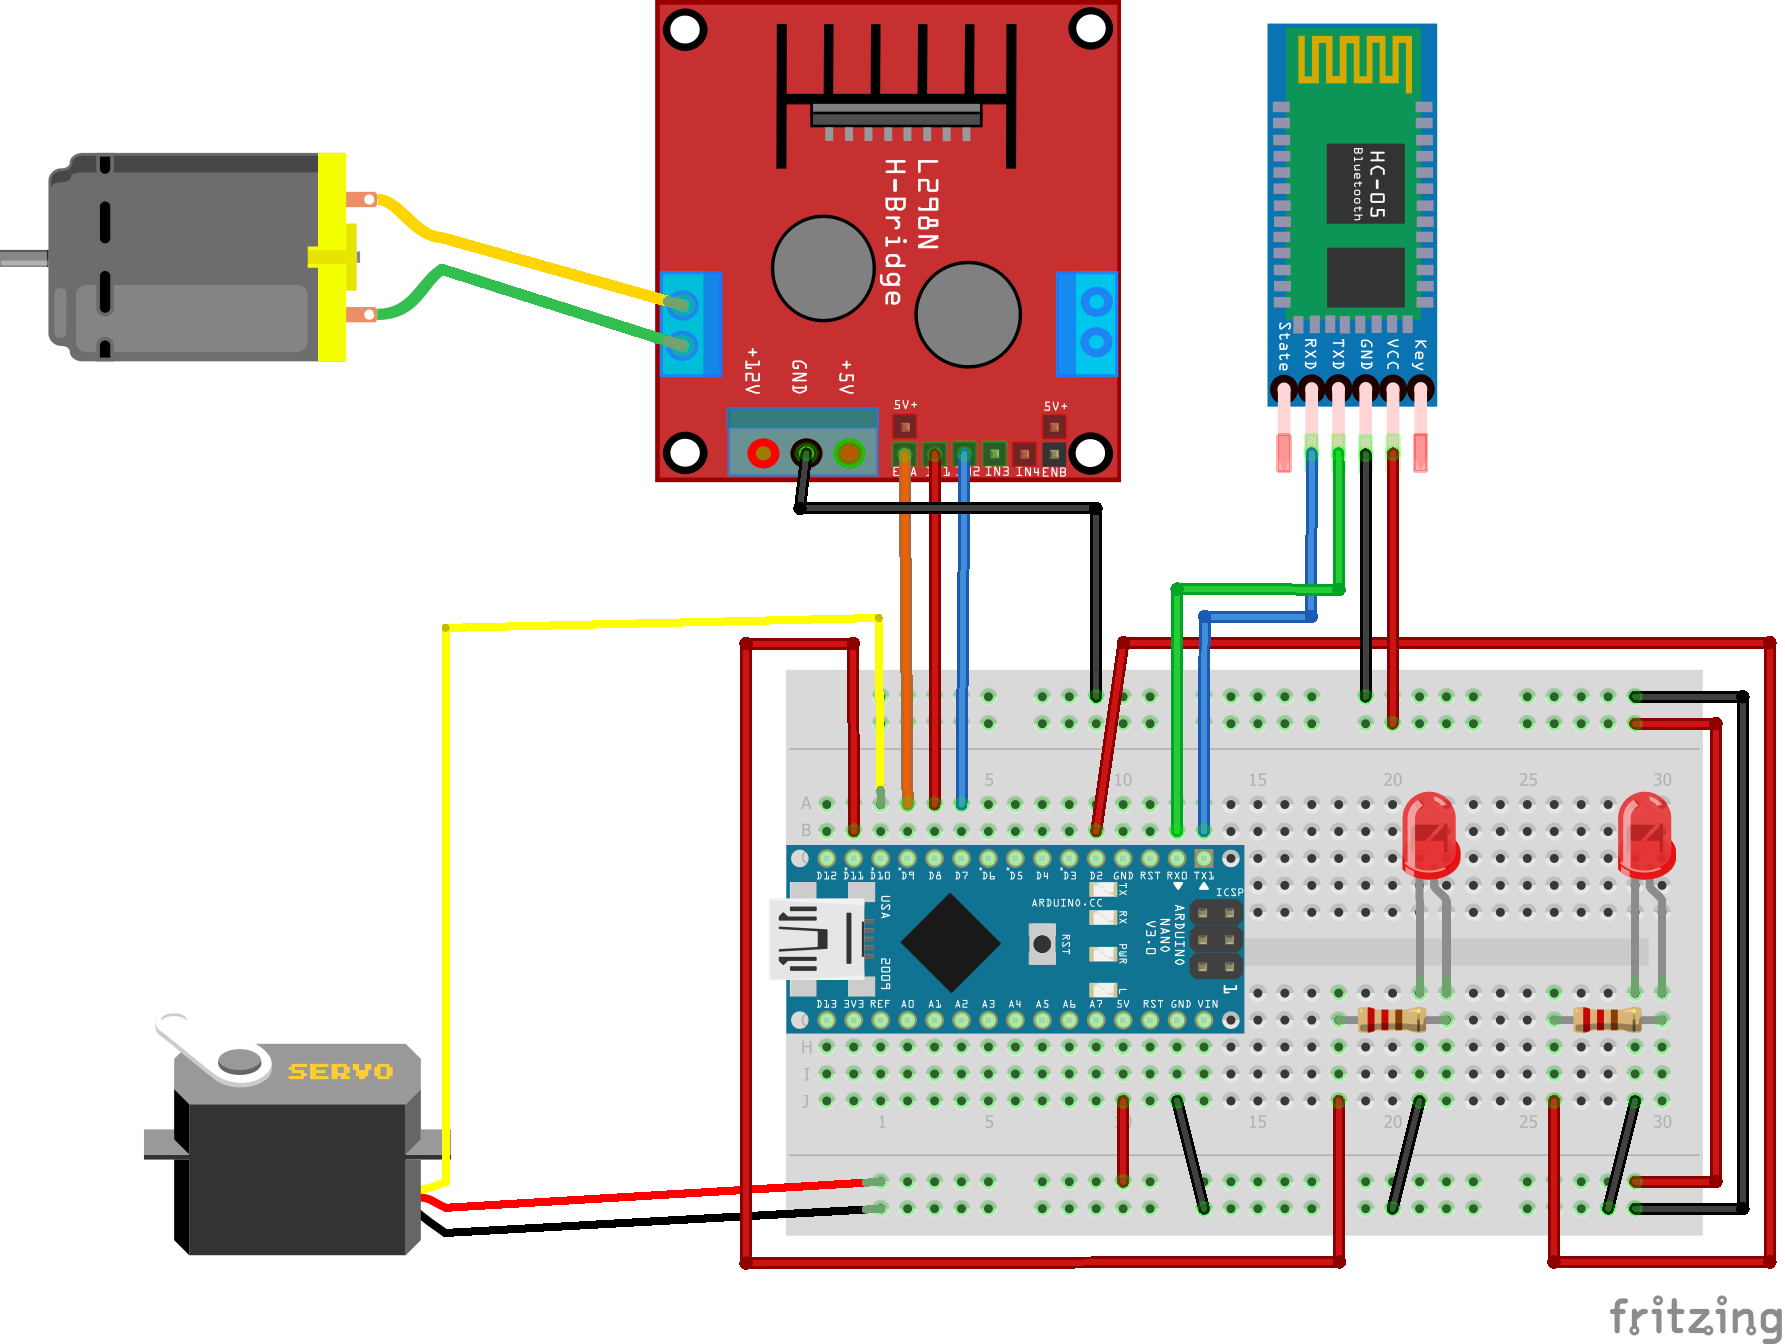 L298N
H-Bridge
+12V
GND
+5V
5V+
5V+
IN3
IN4
ENB
HC-05
Bluetooth
State
RXD
TXD
GND
VCC
Key
5
10
15
20
25
30
A
B
D12
D11
D10
D9
D8
D7
D6
D5
D4
D3
D2
GND
RST
RX0
TX1
USA
2009
ARDUINO.CC
RST
TX
RX
PWR
L
ARDUINO
NANO
V3.0
ICSP
1
D13
3V3
REF
A0
A1
A2
A3
A4
A5
A6
A7
5V
RST
GND
VIN
H
I
J
1
5
15
20
25
30
SERVO
fritzing